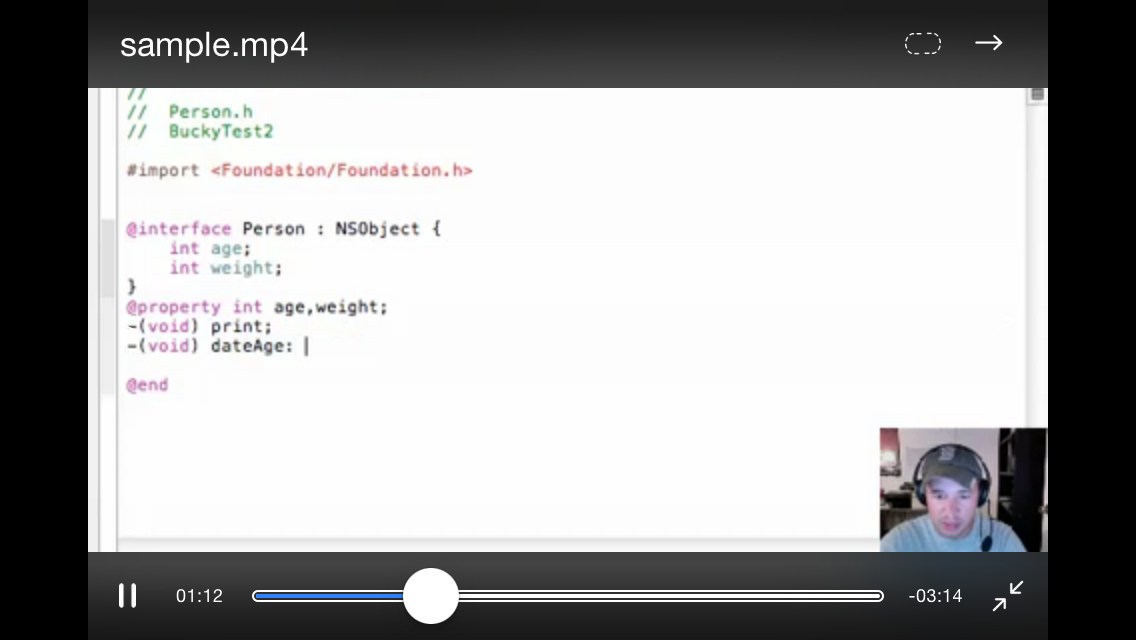 sample.mp4
//
//  Person.h
//  BuckyTest2
#import <Foundation/Foundation.h>
@interface Person : NSObject {
    int age;
    int weight;
}
@property int age,weight;
-(void) print;
-(void) dateAge:
@end
01:12
-03:14